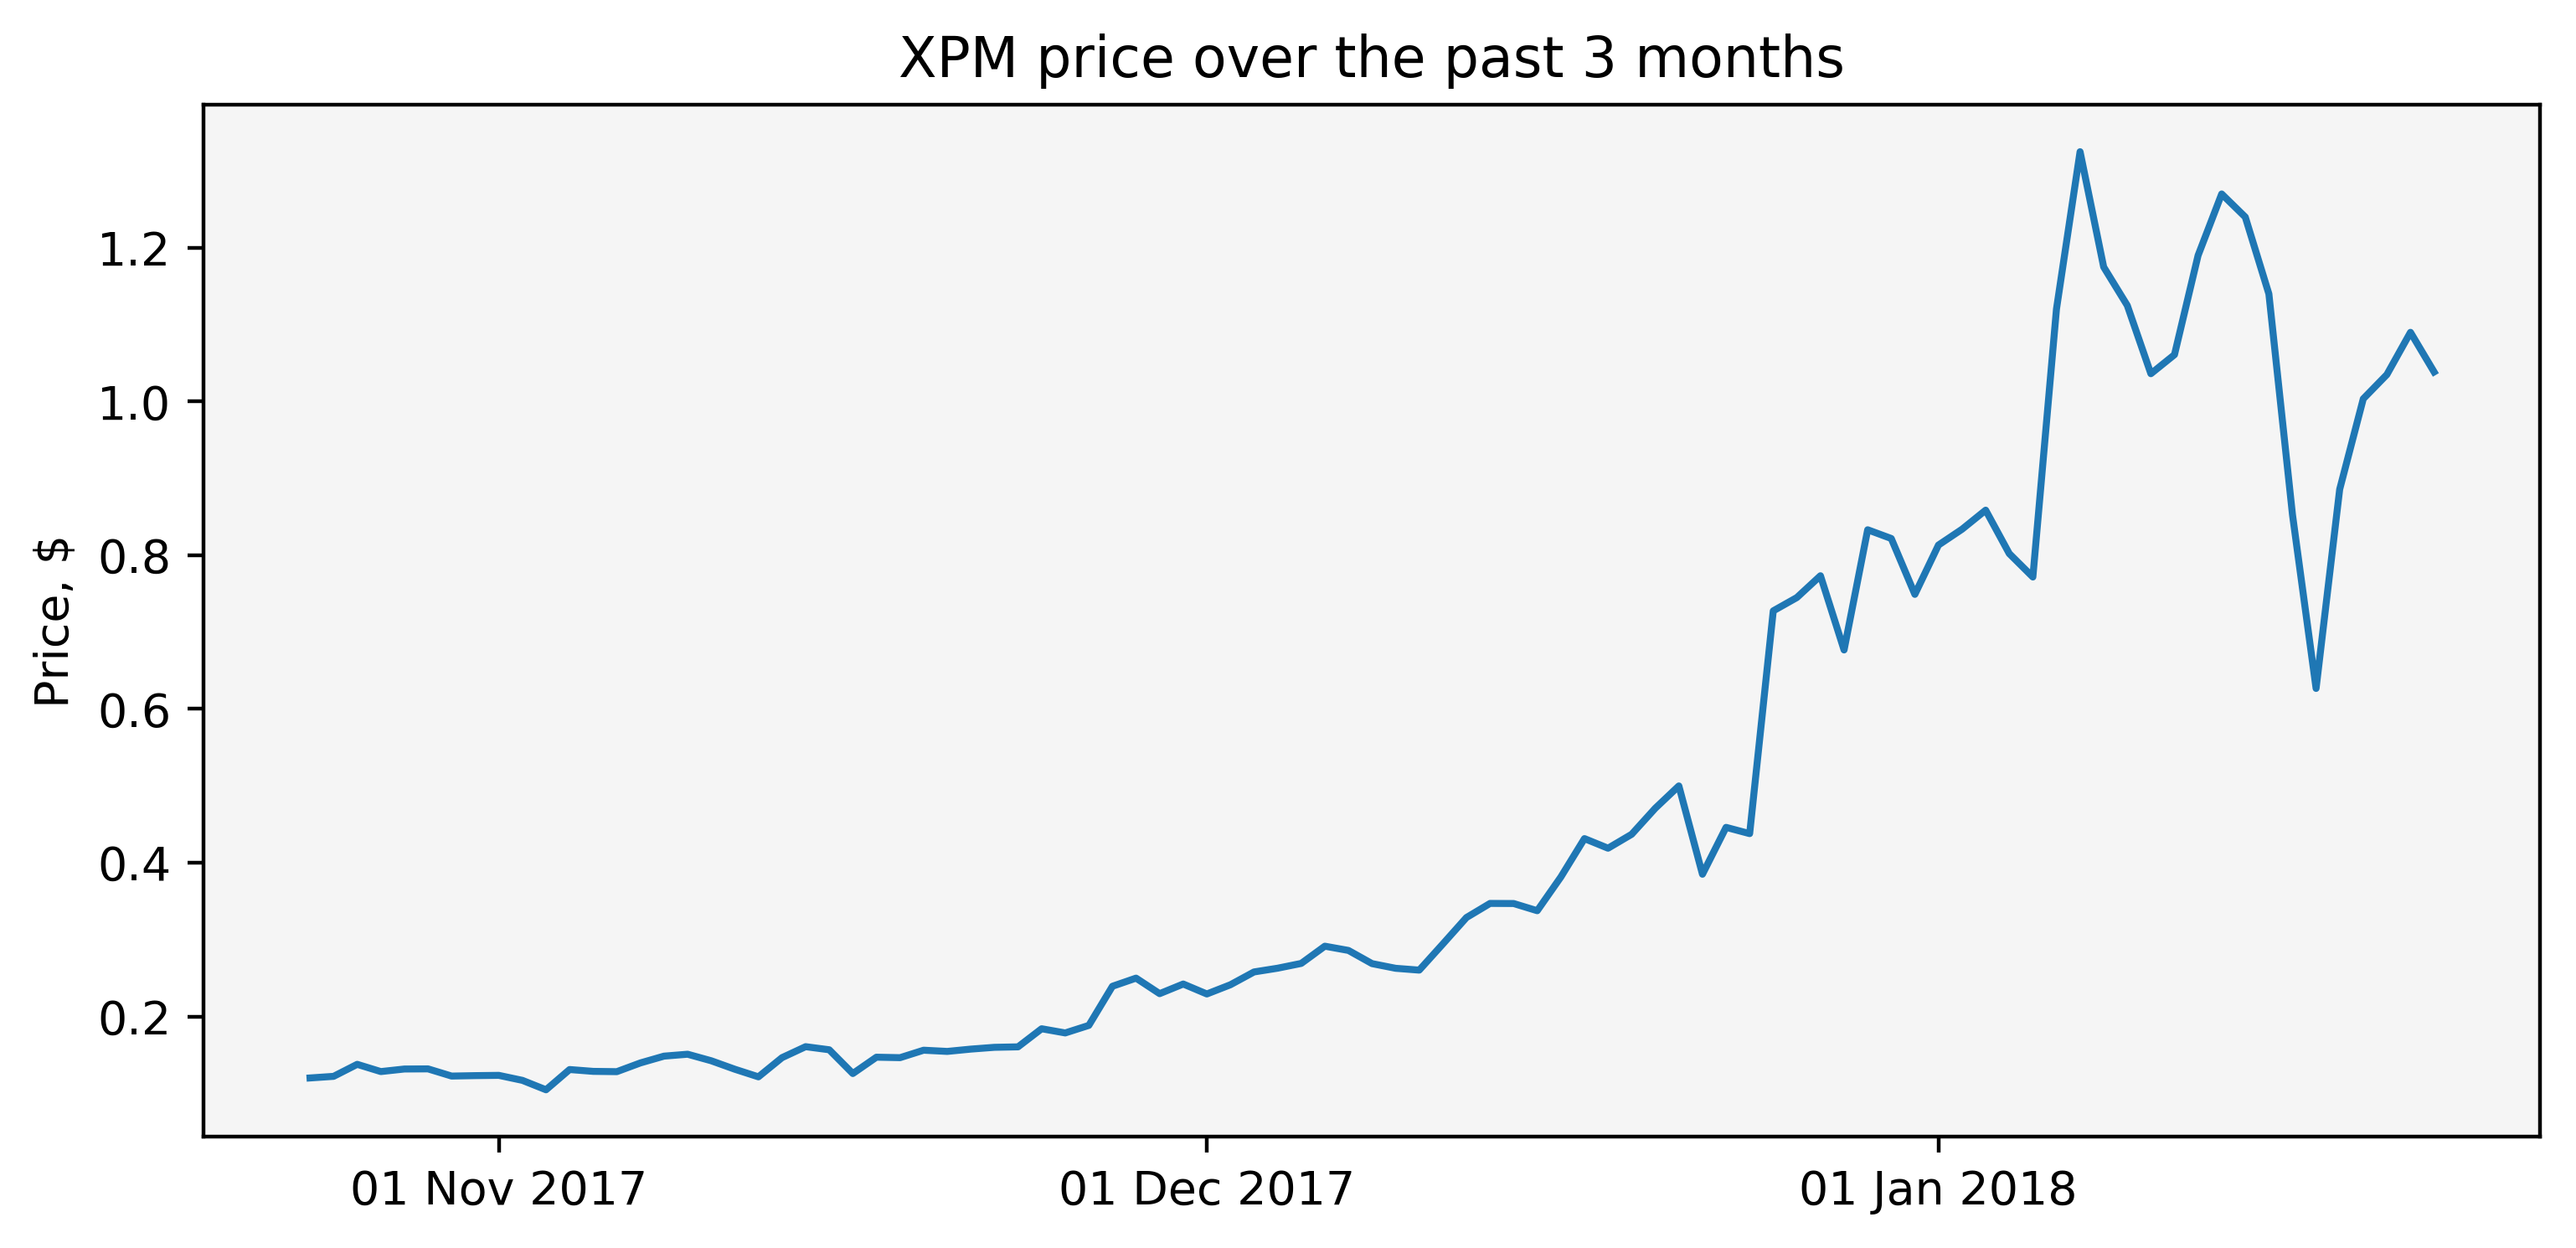 XPM price over the past 3 months
Price, $
1.2
1.0
0.8
0.6
0.4
0.2
01 Nov 2017
01 Dec 2017
01 Jan 2018